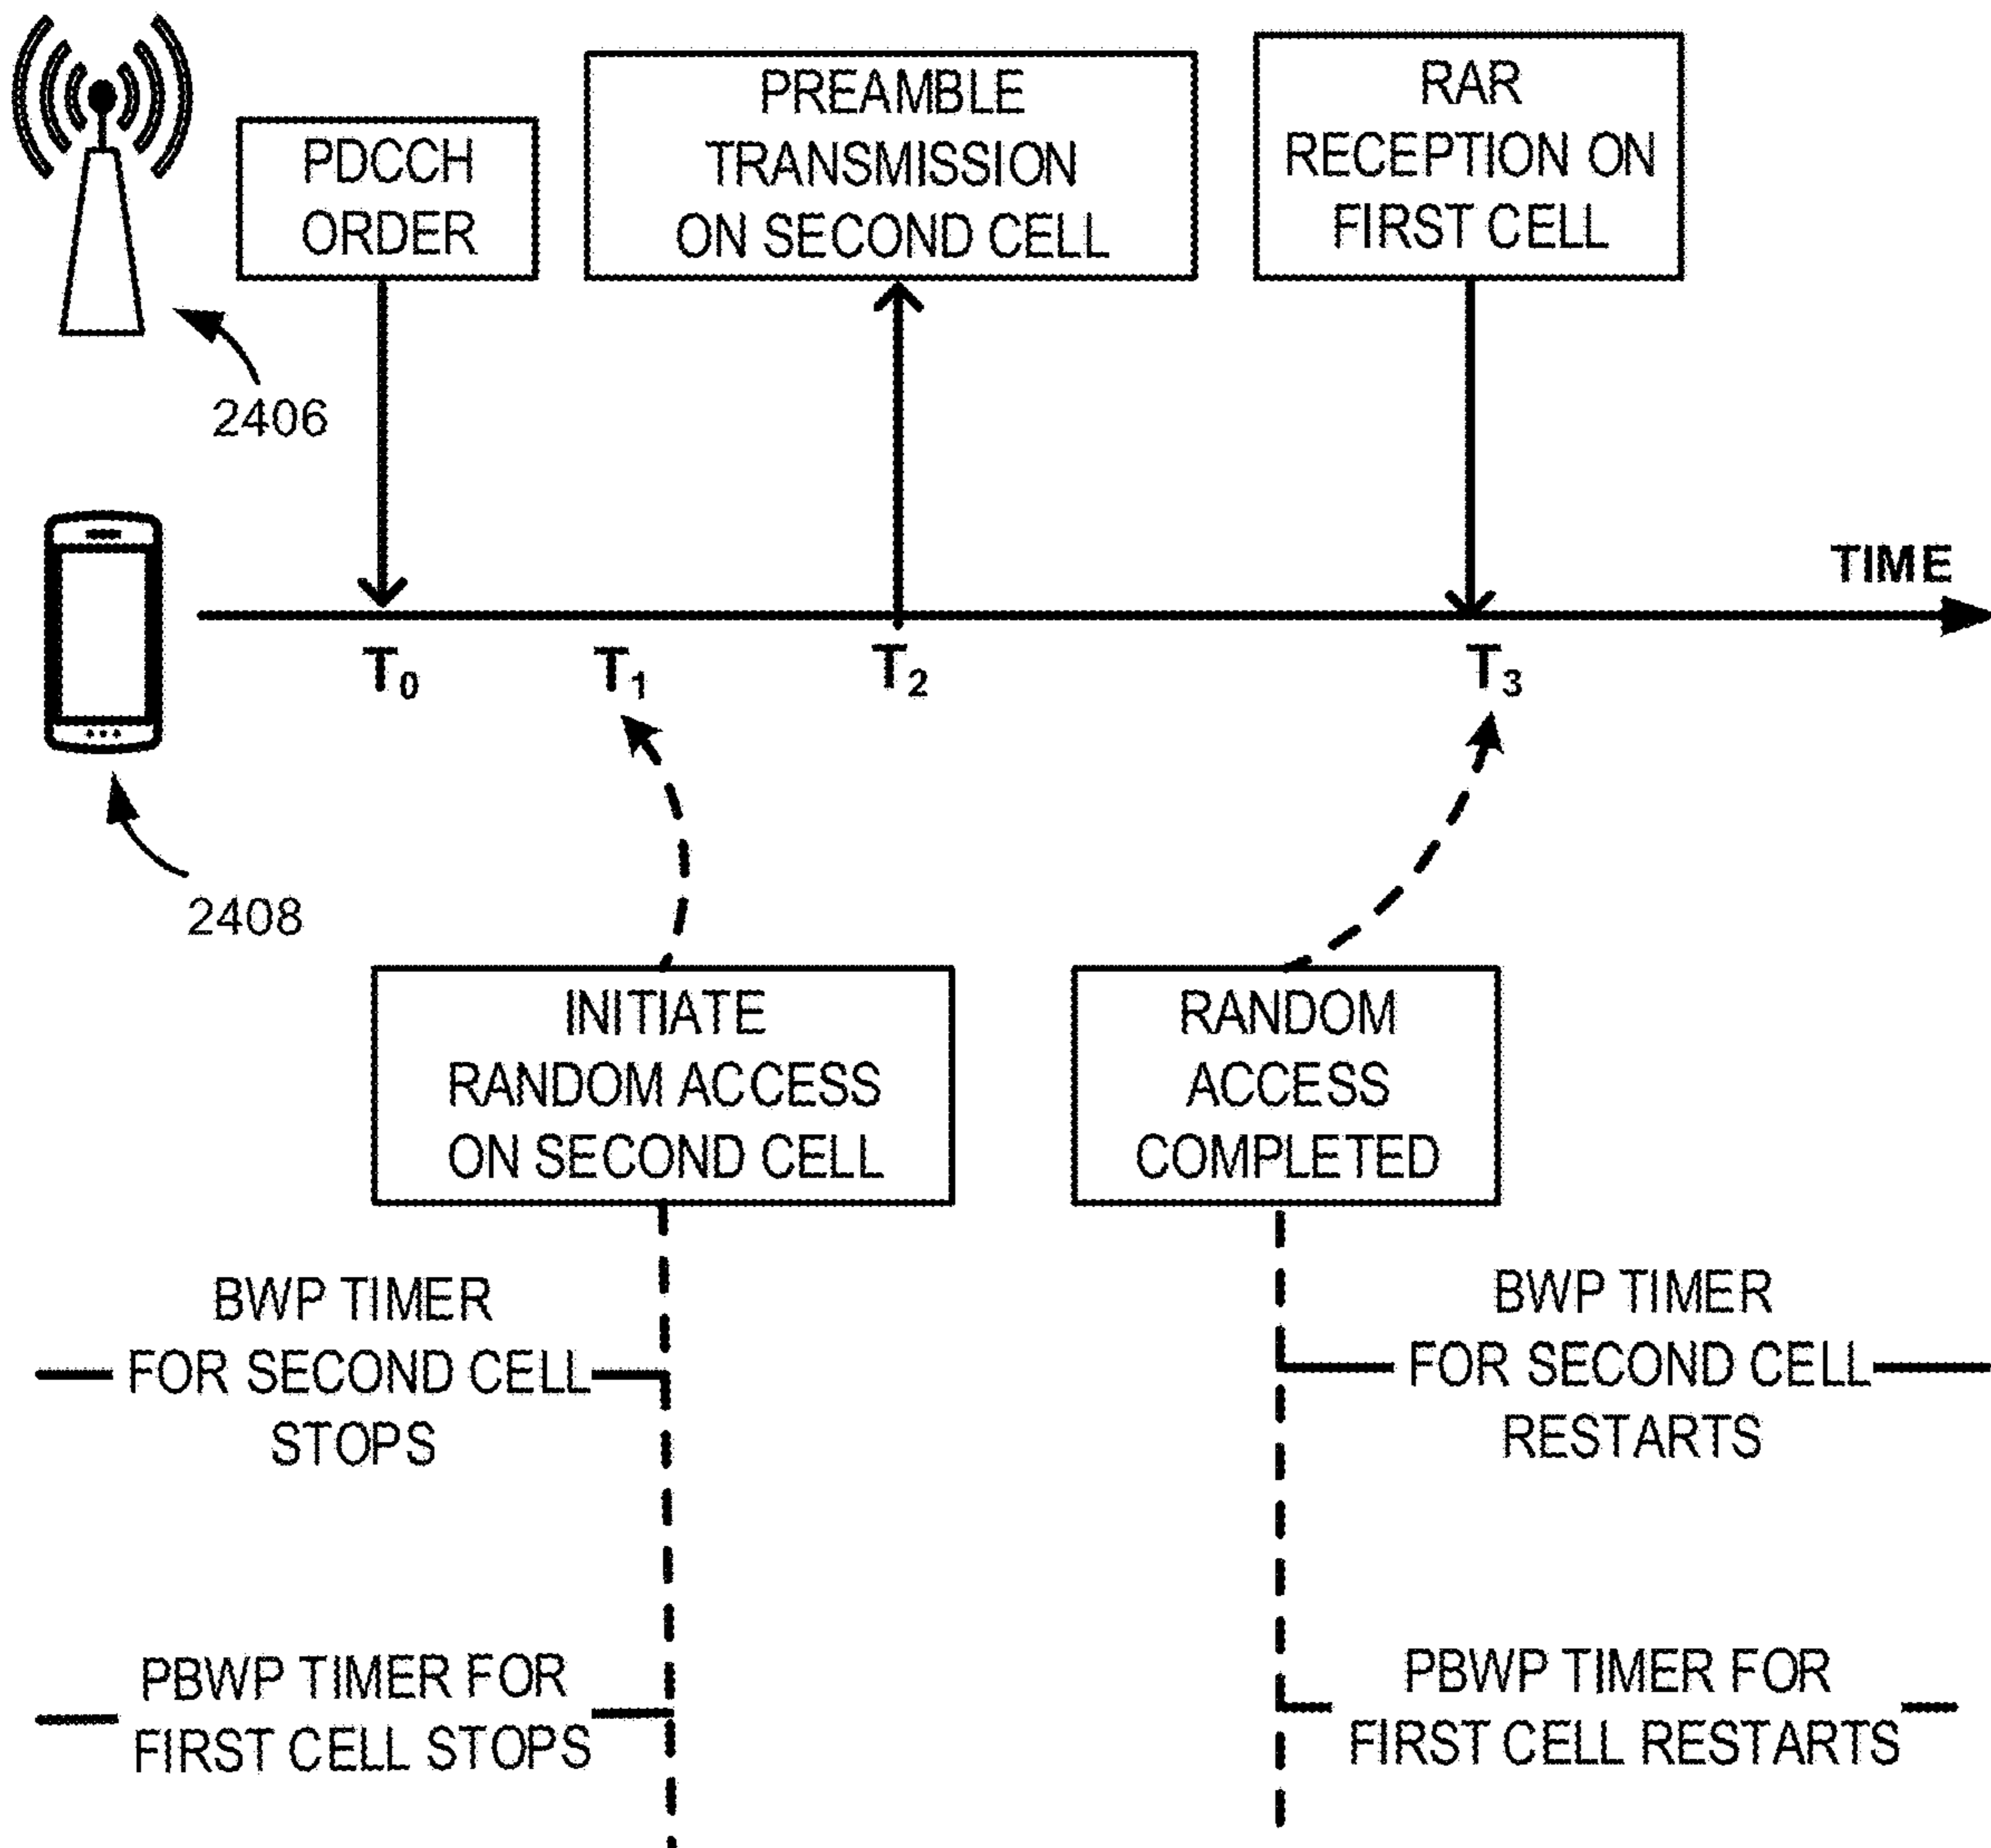 PDCCH
ORDER
PREAMBLE
TRANSMISSION
ON SECOND CELL
RAR
RECEPTION ON
FIRST CELL
2406
TIME
T0
T1
T2
T3
2408
INITIATE
RANDOM ACCESS
ON SECOND CELL
RANDOM
ACCESS
COMPLETED
BWP TIMER
FOR SECOND CELL
STOPS
BWP TIMER
FOR SECOND CELL
RESTARTS
PBWP TIMER FOR
FIRST CELL STOPS
PBWP TIMER FOR
FIRST CELL RESTARTS